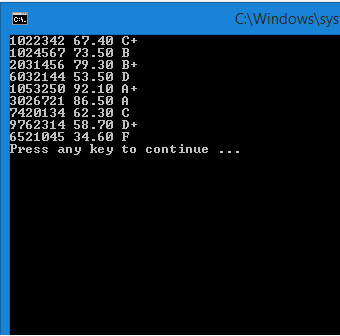 C:\Windows\sys
1022342 67.40 C+
1024567 73.50 B
2031456 79.30 B+
6032144 53.50 D
1053250 92.10 A+
3026721 86.50 A
7420134 62.30 C
9762314 58.70 D+
6521045 34.60 F
Press any key to continue ...